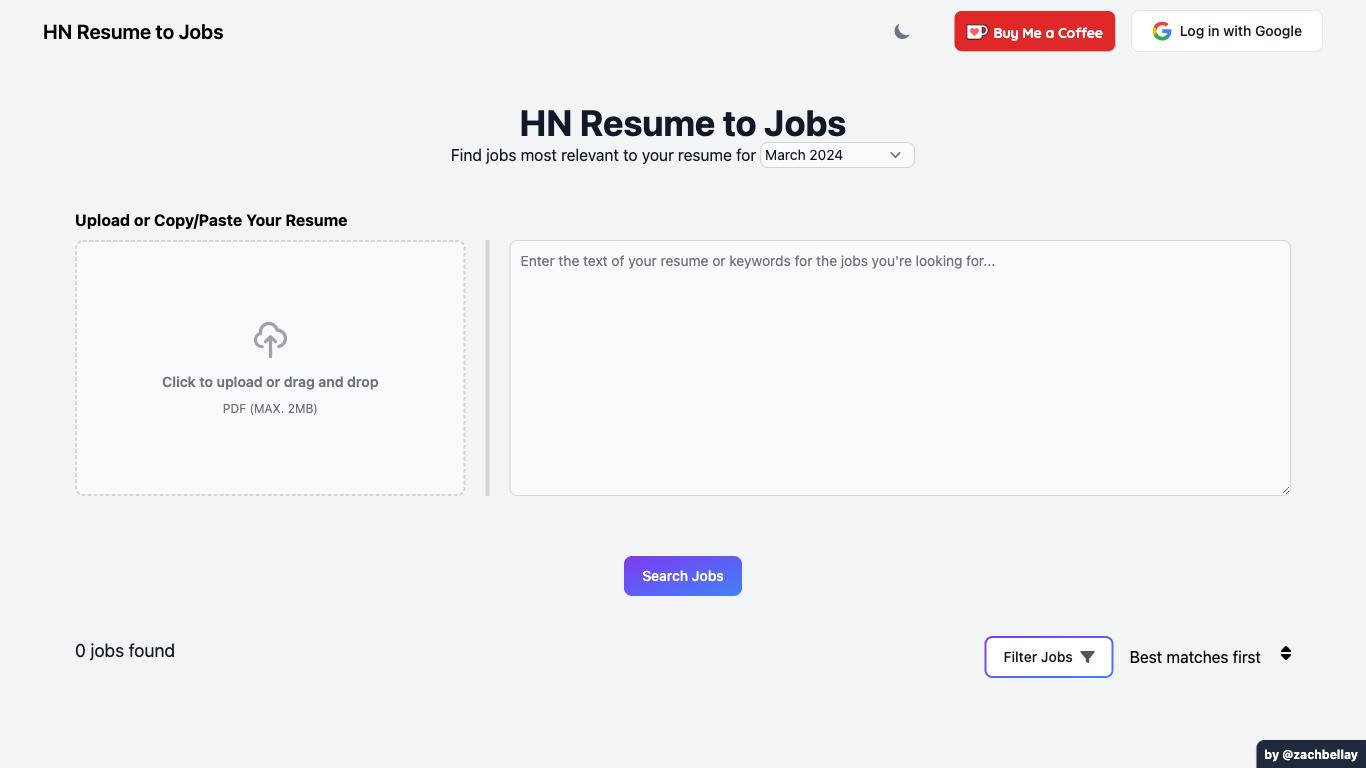 HN Resume to Jobs
Buy Me a Coffee
Log in with Google
HN Resume to Jobs
Find jobs most relevant to your resume for March 2024
Upload or Copy/Paste Your Resume
Click to upload or drag and drop
PDF (MAX. 2MB)
Enter the text of your resume or keywords for the jobs you're looking for...
Search Jobs
0 jobs found
Filter Jobs
Best matches first
by @zachbellay